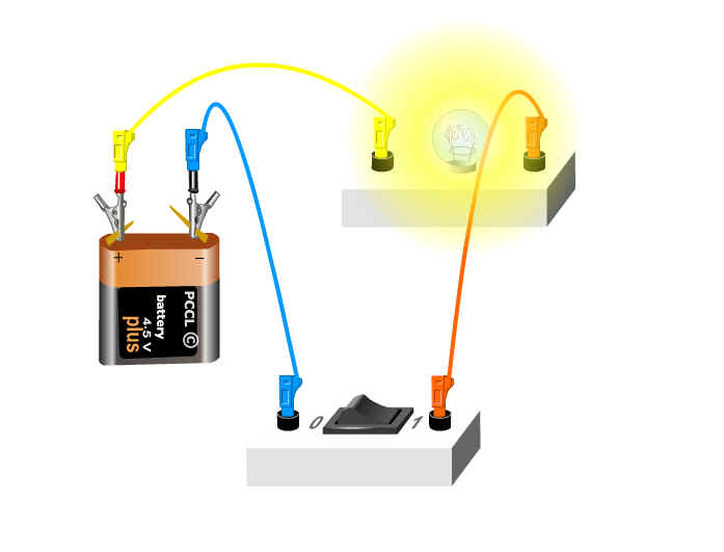 + −
PCCL ©
battery
4.5 V
plus
0 1